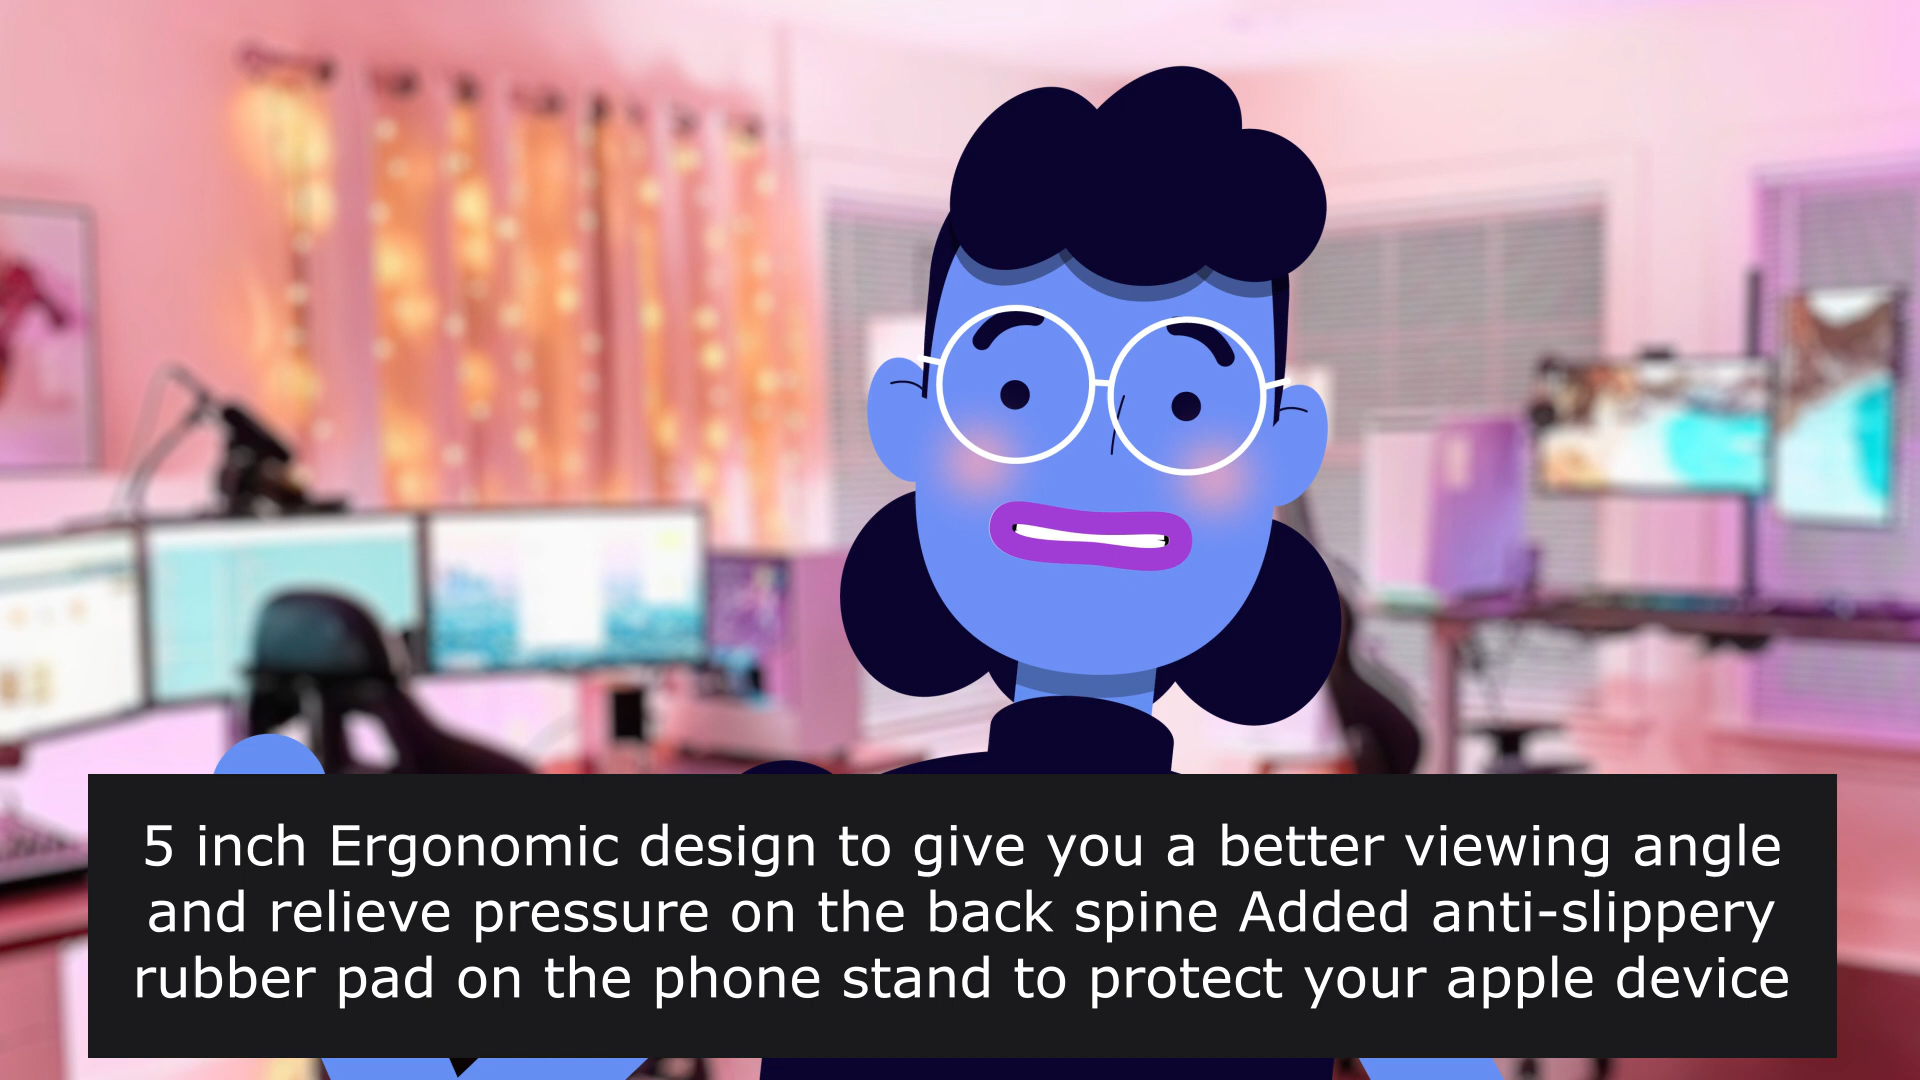 5 inch Ergonomic design to give you a better viewing angle
and relieve pressure on the back spine Added anti-slippery
rubber pad on the phone stand to protect your apple device